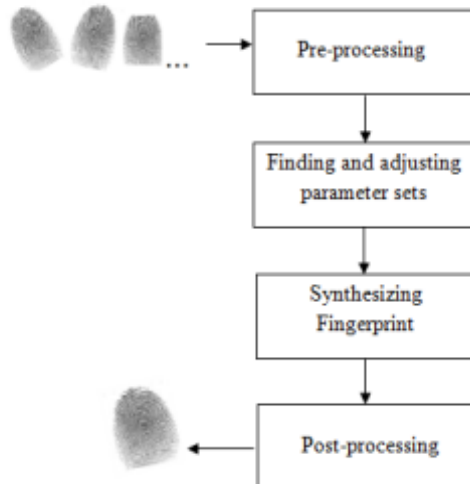 ...
Pre-processing
Finding and adjusting
parameter sets
Synthesizing
Fingerprint
Post-processing